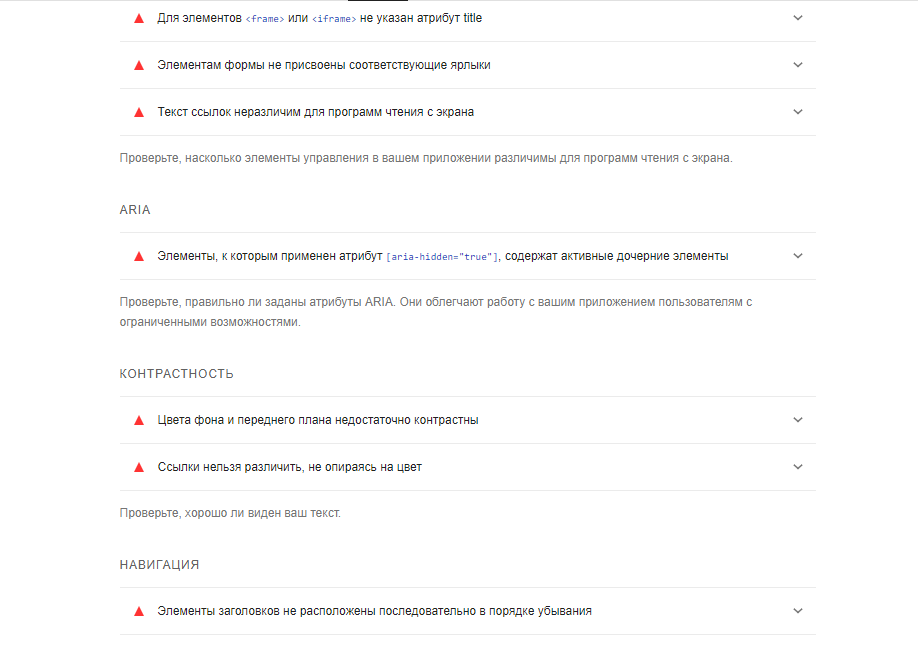 Для элементов <frame> или <iframe> не указан атрибут title
Элементам формы не присвоены соответствующие ярлыки
Текст ссылок неразличим для программ чтения с экрана
Проверьте, насколько элементы управления в вашем приложении различимы для программ чтения с экрана.
ARIA
Элементы, к которым применен атрибут [aria-hidden="true"], содержат активные дочерние элементы
Проверьте, правильно ли заданы атрибуты ARIA. Они облегчают работу с вашим приложением пользователям с
ограниченными возможностями.
КОНТРАСТНОСТЬ
Цвета фона и переднего плана недостаточно контрастны
Ссылки нельзя различить, не опираясь на цвет
Проверьте, хорошо ли виден ваш текст.
НАВИГАЦИЯ
Элементы заголовков не расположены последовательно в порядке убывания